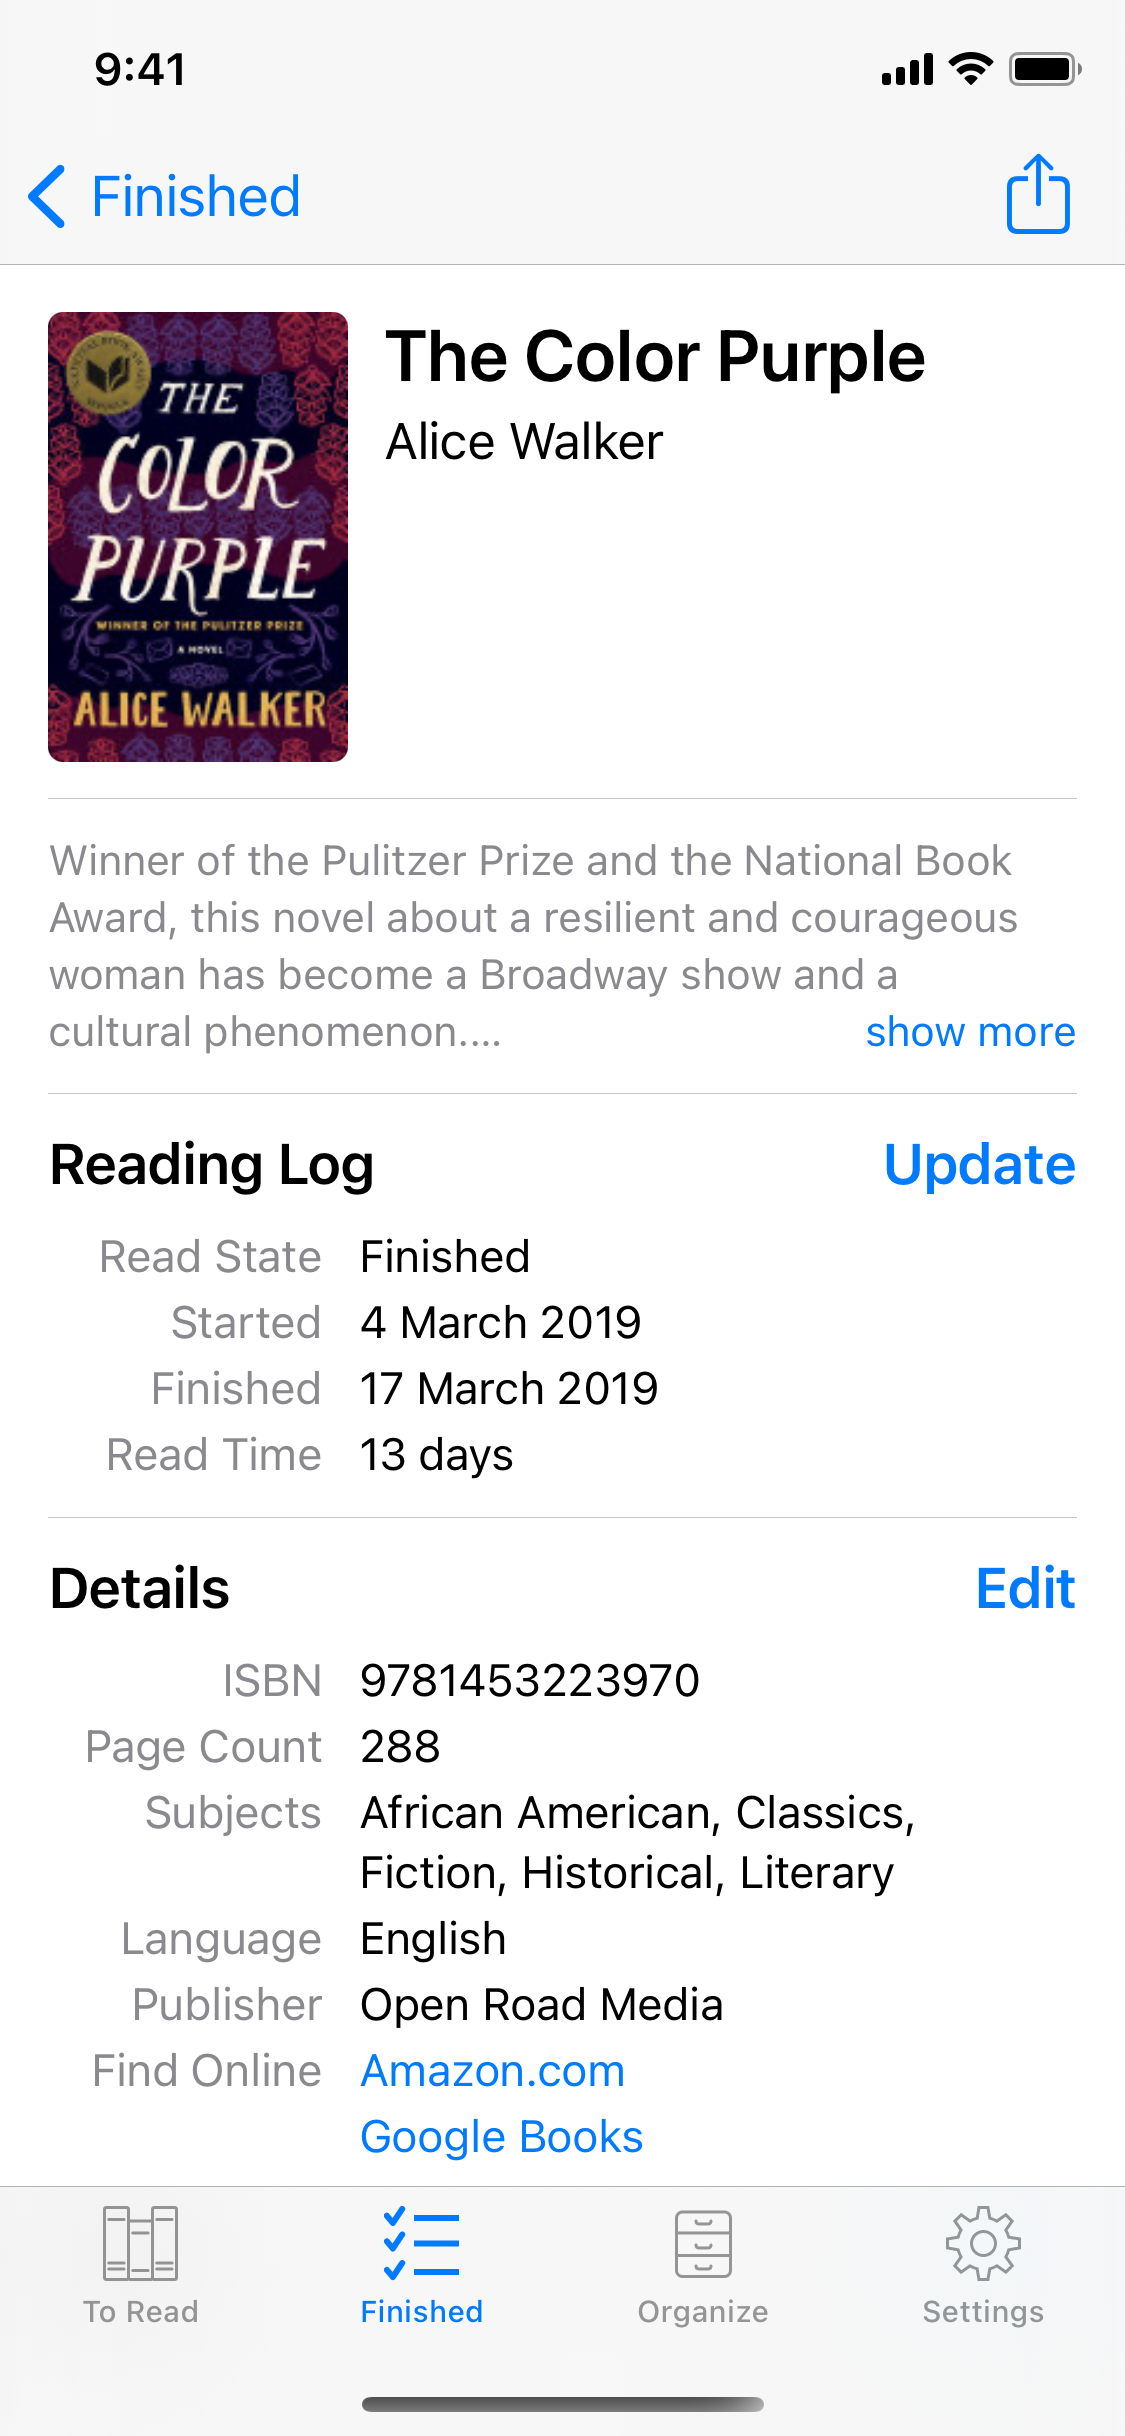 9:41
Finished
THE
COLOR
PURPLE
WINNER OF THE PULITZER PRIZE
A NOVEL
ALICE WALKER
The Color Purple
Alice Walker
Winner of the Pulitzer Prize and the National Book
Award, this novel about a resilient and courageous
woman has become a Broadway show and a
cultural phenomenon.... show more
Reading Log Update
Read State Finished
Started 4 March 2019
Finished 17 March 2019
Read Time 13 days
Details Edit
ISBN 9781453223970
Page Count 288
Subjects African American, Classics,
Fiction, Historical, Literary
Language English
Publisher Open Road Media
Find Online Amazon.com
Google Books
To Read Finished Organize Settings